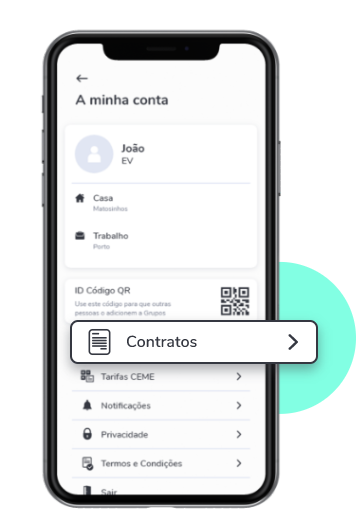 A minha conta
João
EV
Casa
Matosinhos
Trabalho
Porto
ID Código QR
Use este código para que outras
pessoas o adicionem a Grupos
Contratos
Tarifas CEME
Notificações
Privacidade
Termos e Condições
Sair